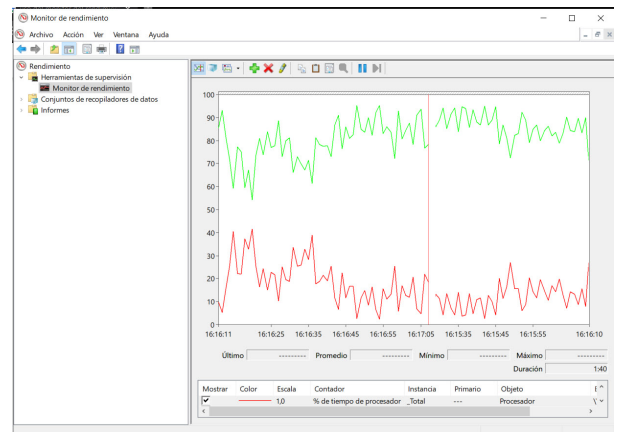 Monitor de rendimiento
Archivo Acción Ver Ventana Ayuda
Rendimiento
Herramientas de supervisión
Monitor de rendimiento
Conjuntos de recopiladores de datos
Informes
100
90
80
70
60
50
40
30
20
10
0
16:16:11 16:16:25 16:16:35 16:16:45 16:16:55 16:17:05 16:15:35 16:15:45 16:15:55 16:16:10
Último --------- Promedio --------- Mínimo --------- Máximo ---------
Duración 1:40
Mostrar Color Escala Contador Instancia Primario Objeto
1,0 % de tiempo de procesador _Total --- Procesador